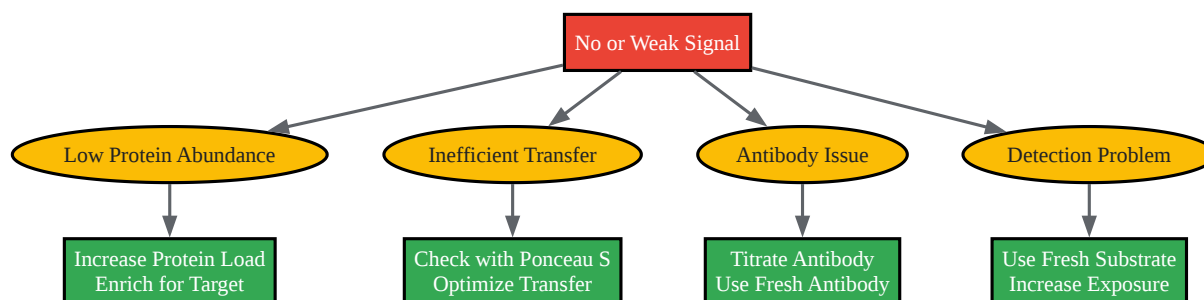 No or Weak Signal
Low Protein Abundance
Inefficient Transfer
Antibody Issue
Detection Problem
Increase Protein Load
Enrich for Target
Check with Ponceau S
Optimize Transfer
Titrate Antibody
Use Fresh Antibody
Use Fresh Substrate
Increase Exposure